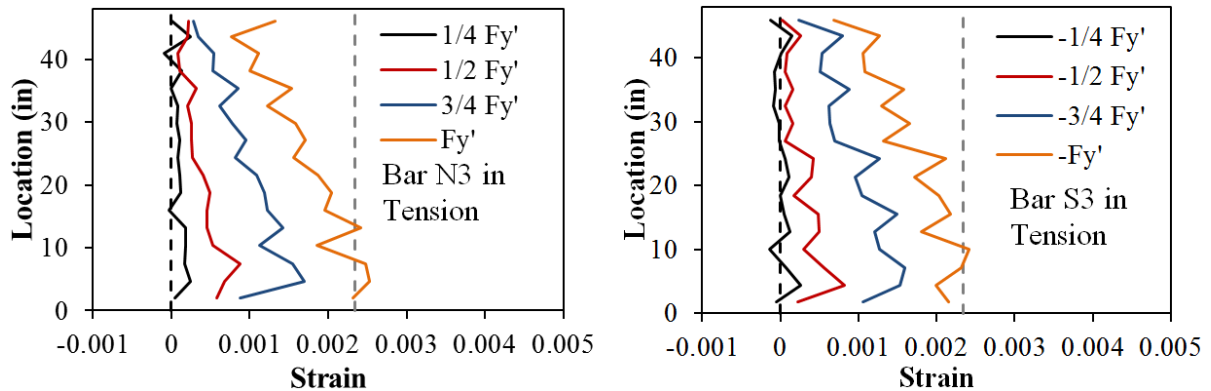 Location (in)
40
30
20
10
0
-0.001 0 0.001 0.002 0.003 0.004 0.005
Strain
1/4 Fy'
1/2 Fy'
3/4 Fy'
Fy'
Bar N3 in
Tension
Location (in)
40
30
20
10
0
-0.001 0 0.001 0.002 0.003 0.004 0.005
Strain
-1/4 Fy'
-1/2 Fy'
-3/4 Fy'
-Fy'
Bar S3 in
Tension